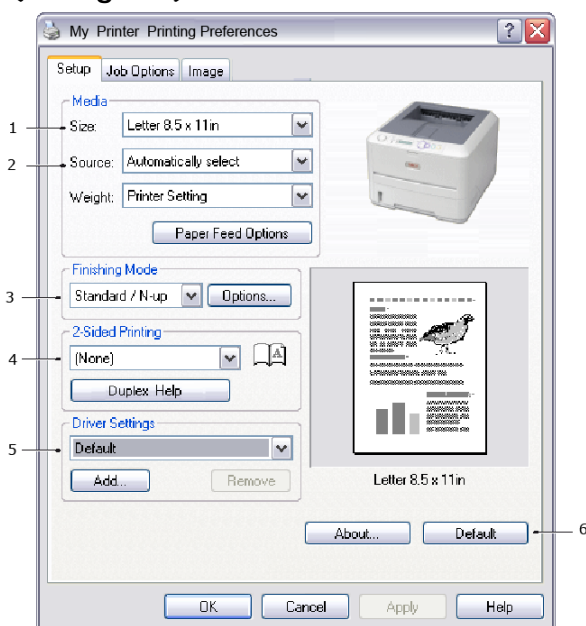 My Printer Printing Preferences
Setup Job Options Image
Media
1 Size: Letter 8.5 x 11in
2 Source: Automatically select
Weight: Printer Setting
Paper Feed Options
Finishing Mode
3 Standard / N-up Options...
2-Sided Printing
4 (None) A
Duplex Help
Driver Settings
5 Default
Add... Remove
Letter 8.5 x 11in
About... Default 6
OK Cancel Apply Help